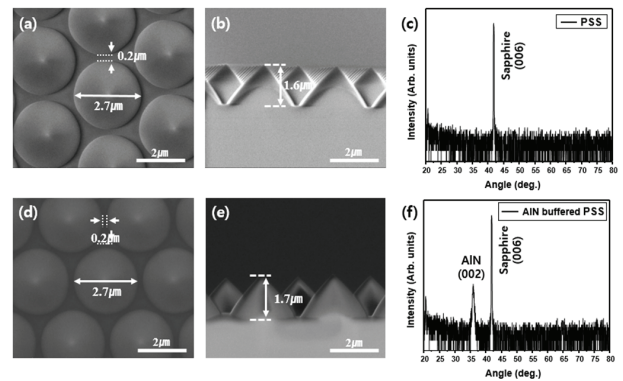 (a)
0.2㎛
2.7㎛
2㎛
(b)
1.6㎛
2㎛
(c)
Intensity (Arb. units)
PSS
Sapphire
(006)
20 25 30 35 40 45 50 55 60 65 70 75 80
Angle (deg.)
(d)
0.2㎛
2.7㎛
2㎛
(e)
1.7㎛
2㎛
(f)
Intensity (Arb. units)
AlN buffered PSS
AlN
(002)
Sapphire
(006)
20 25 30 35 40 45 50 55 60 65 70 75 80
Angle (deg.)